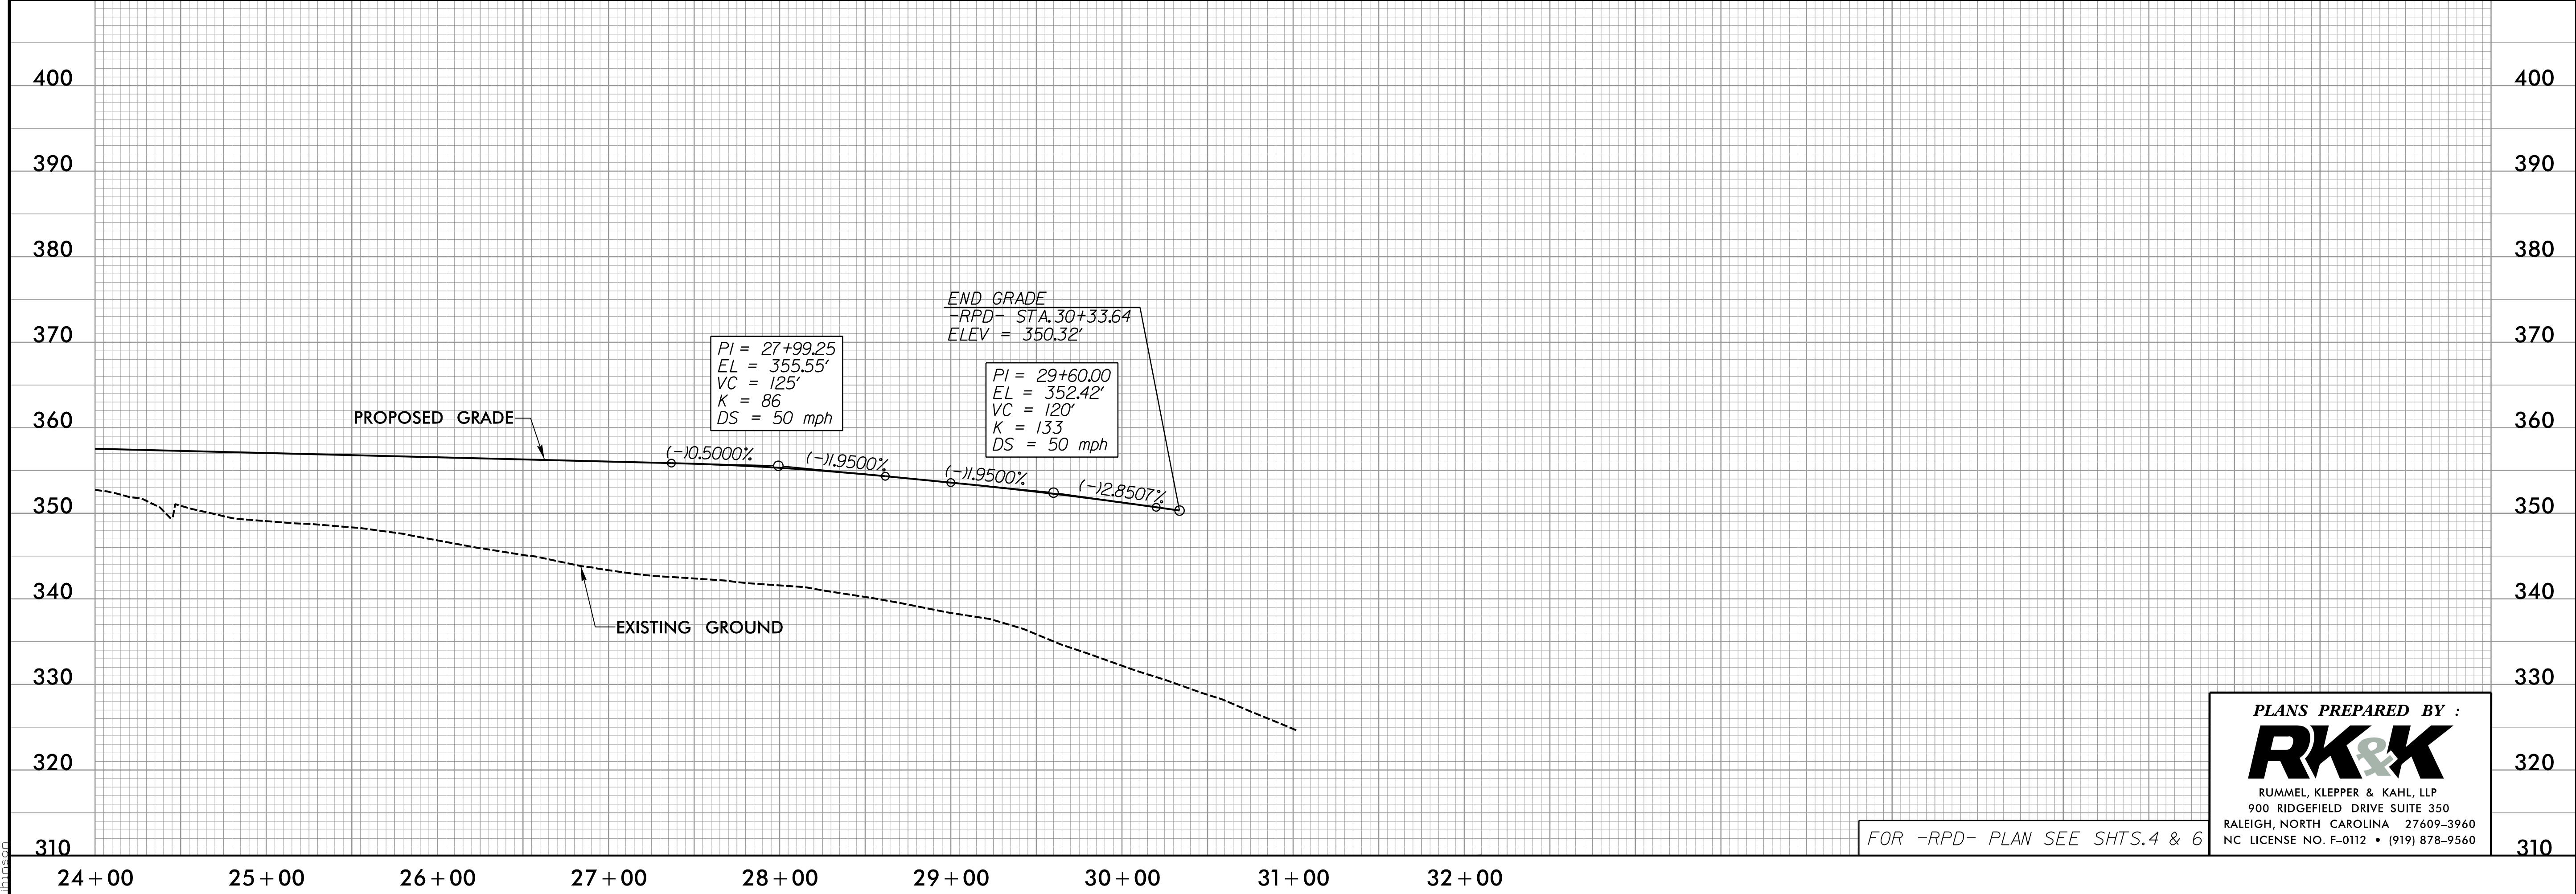 400
390
380
370
360
350
340
330
320
310
400
390
380
370
360
350
340
330
320
310
END GRADE
-RPD- STA.30+33.64
ELEV = 350.32'
PI = 27+99.25
EL = 355.55'
VC = 125'
K = 86
DS = 50 mph
PI = 29+60.00
EL = 352.42'
VC = 120'
K = 133
DS = 50 mph
PROPOSED GRADE
(-)0.5000%
(-)1.9500%
(-)1.9500%
(-)2.8507%
EXISTING GROUND
PLANS PREPARED BY :
RK&K
RUMMEL, KLEPPER & KAHL, LLP
900 RIDGEFIELD DRIVE SUITE 350
RALEIGH, NORTH CAROLINA 27609-3960
NC LICENSE NO. F-0112 • (919) 878-9560
FOR -RPD- PLAN SEE SHTS.4 & 6
24+00 25+00 26+00 27+00 28+00 29+00 30+00 31+00 32+00